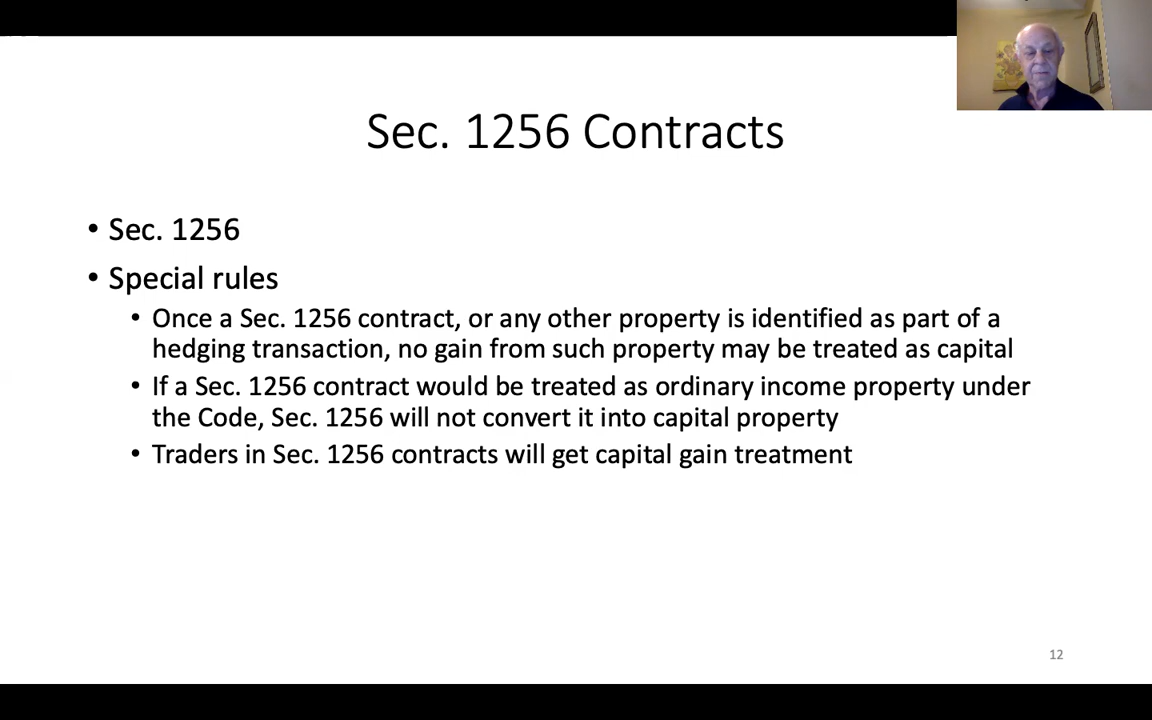 Sec. 1256 Contracts
• Sec. 1256
• Special rules
• Once a Sec. 1256 contract, or any other property is identified as part of a
hedging transaction, no gain from such property may be treated as capital
• If a Sec. 1256 contract would be treated as ordinary income property under
the Code, Sec. 1256 will not convert it into capital property
• Traders in Sec. 1256 contracts will get capital gain treatment
12